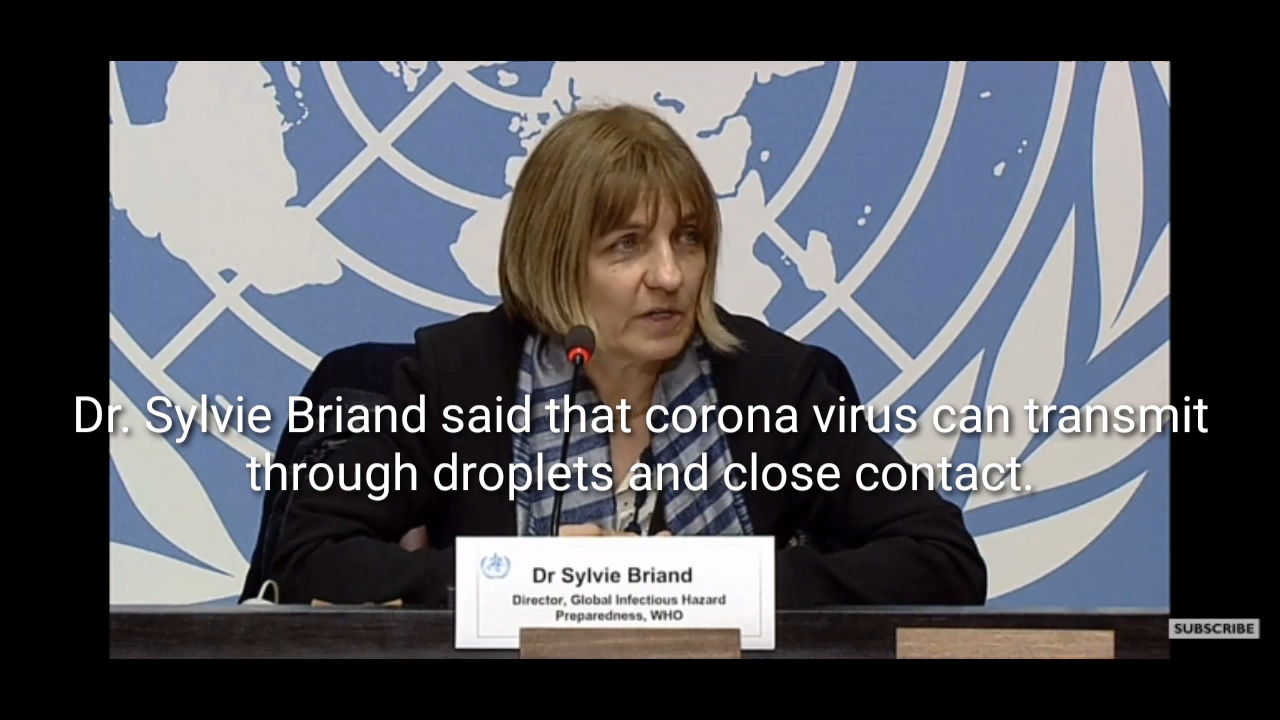 Dr. Sylvie Briand said that corona virus can transmit
through droplets and close contact.
Dr Sylvie Briand
Director, Global Infectious Hazard
Preparedness, WHO
SUBSCRIBE